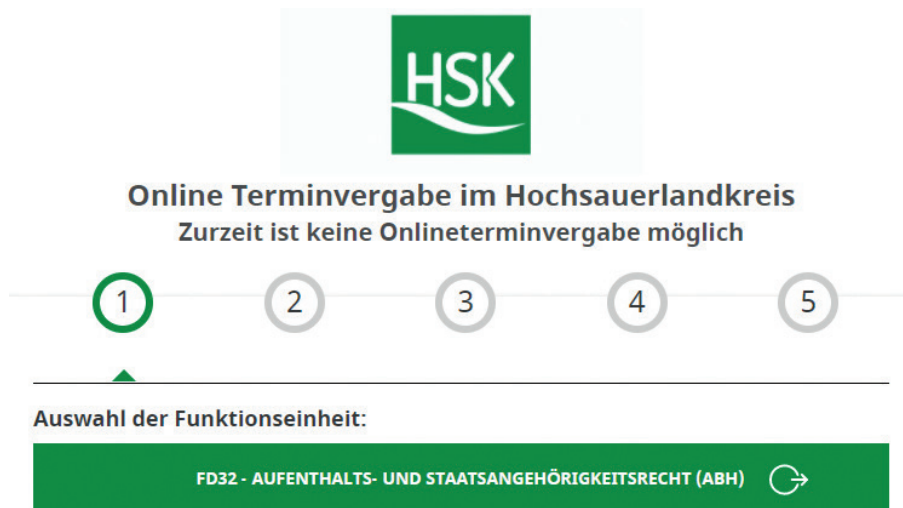 HSK
Online Terminvergabe im Hochsauerlandkreis
Zurzeit ist keine Onlineterminvergabe möglich
1 2 3 4 5
Auswahl der Funktionseinheit:
FD32 - AUFENTHALTS- UND STAATSANGEHÖRIGKEITSRECHT (ABH)